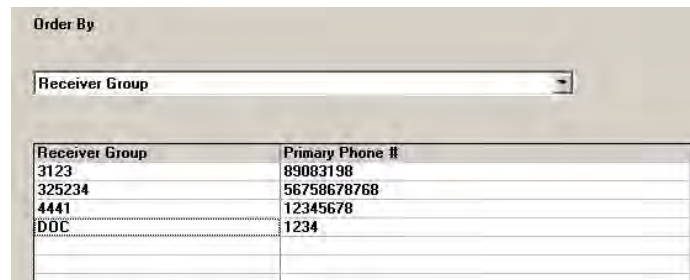 Order By
Receiver Group
Receiver Group Primary Phone #
3123 89083198
325234 56758678768
4441 12345678
DOC 1234